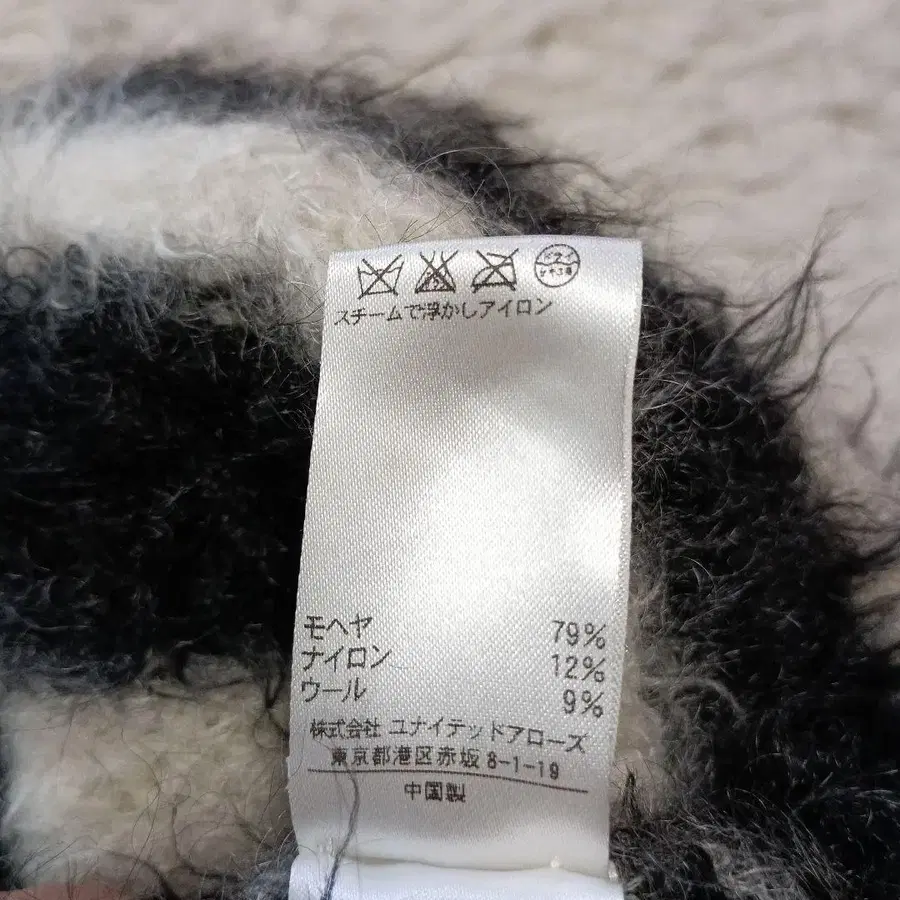 スチームで浮かしアイロン
モヘヤ 79%
ナイロン 12%
ウール 9%
株式会社 ユナイテッドアローズ
東京都港区赤坂 8-1-19
中国製